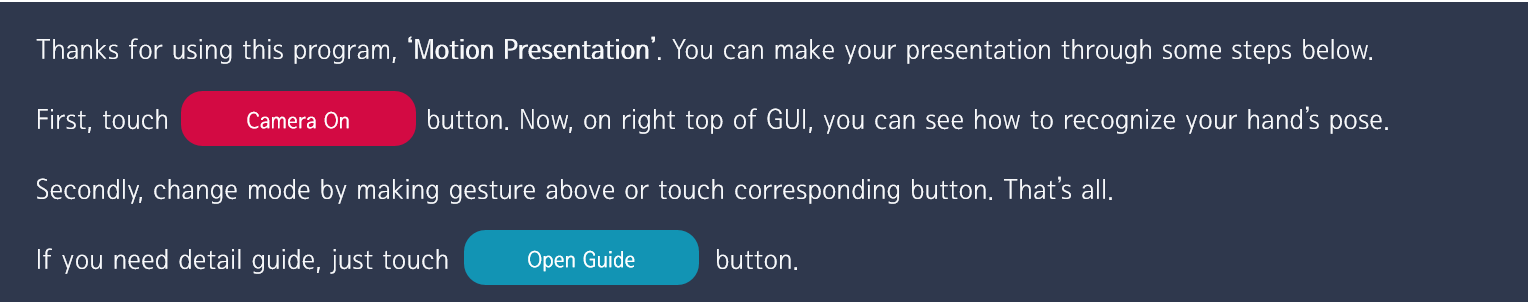 Thanks for using this program, ‘Motion Presentation’. You can make your presentation through some steps below.
First, touch Camera On button. Now, on right top of GUI, you can see how to recognize your hand’s pose.
Secondly, change mode by making gesture above or touch corresponding button. That’s all.
If you need detail guide, just touch Open Guide button.